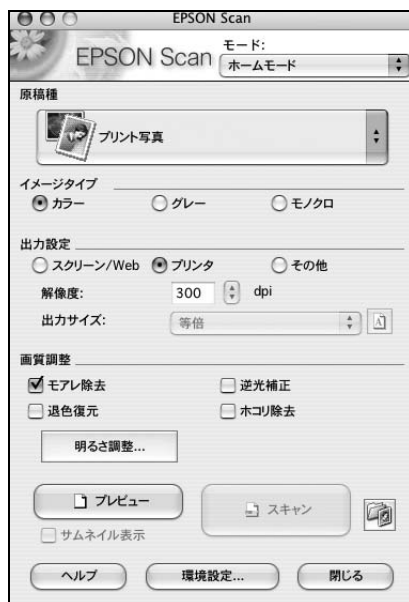 EPSON Scan
EPSON Scan
モード:
ホームモード
原稿種
プリント写真
イメージタイプ
カラー グレー モノクロ
出力設定
スクリーン/Web プリンタ その他
解像度: 300 dpi
出力サイズ: 等倍
画質調整
モアレ除去 逆光補正
退色復元 ホコリ除去
明るさ調整...
プレビュー スキャン
サムネイル表示
ヘルプ 環境設定... 閉じる